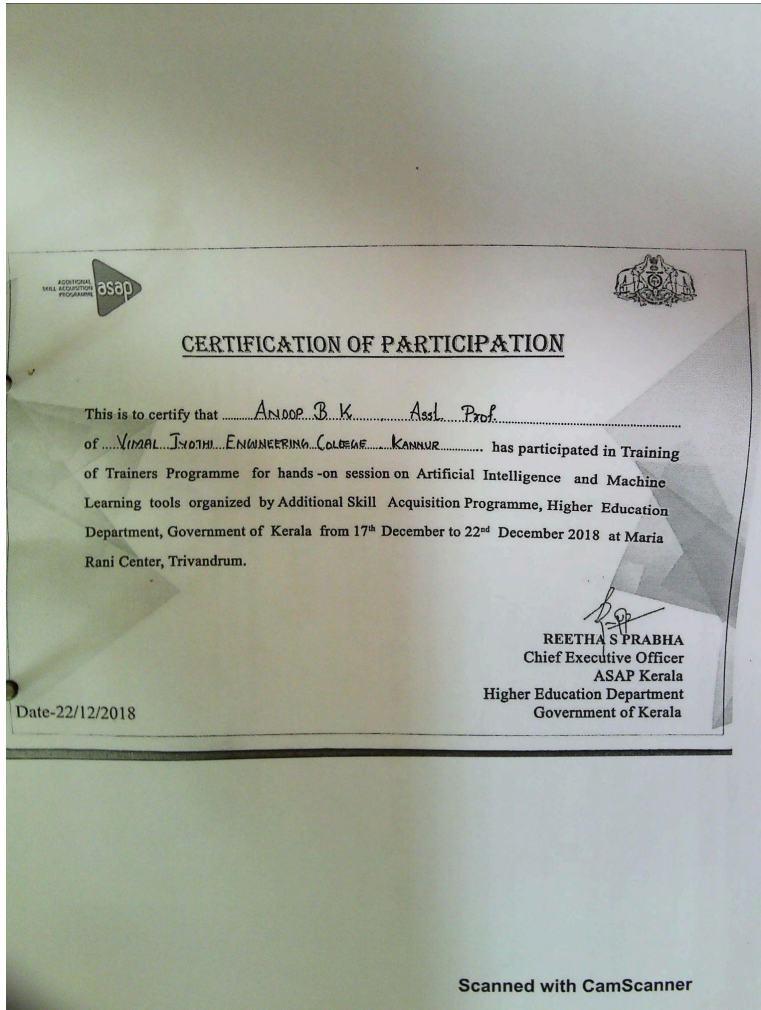 ADDITIONAL
SKILL ACQUISITION
PROGRAMME
asap
CERTIFICATION OF PARTICIPATION
This is to certify that ........ANOOP B K........, Asst. Prof.........
of ....VIMAL JYOTHI ENGINEERING COLLEGE KANNUR............ has participated in Training
of Trainers Programme for hands -on session on Artificial Intelligence and Machine
Learning tools organized by Additional Skill Acquisition Programme, Higher Education
Department, Government of Kerala from 17th December to 22nd December 2018 at Maria
Rani Center, Trivandrum.
REETHA S PRABHA
Chief Executive Officer
ASAP Kerala
Higher Education Department
Government of Kerala
Date-22/12/2018
Scanned with CamScanner